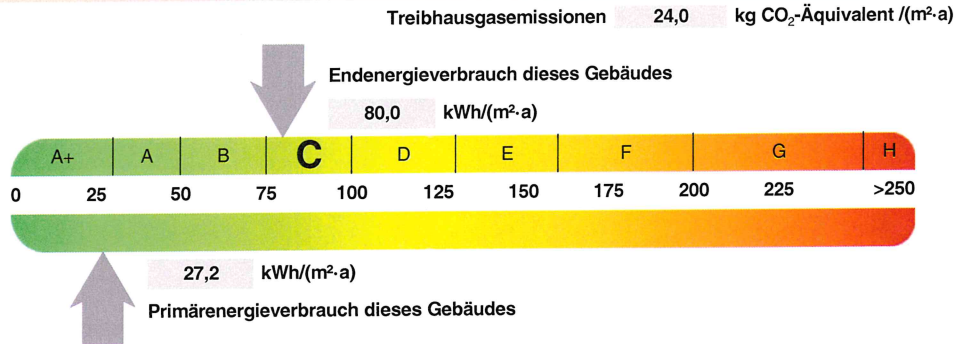 Treibhausgasemissionen 24,0 kg CO₂-Äquivalent /(m²·a)
Endenergieverbrauch dieses Gebäudes
80,0 kWh/(m²·a)
A+ A B C D E F G H
0 25 50 75 100 125 150 175 200 225 >250
27,2 kWh/(m²·a)
Primärenergieverbrauch dieses Gebäudes